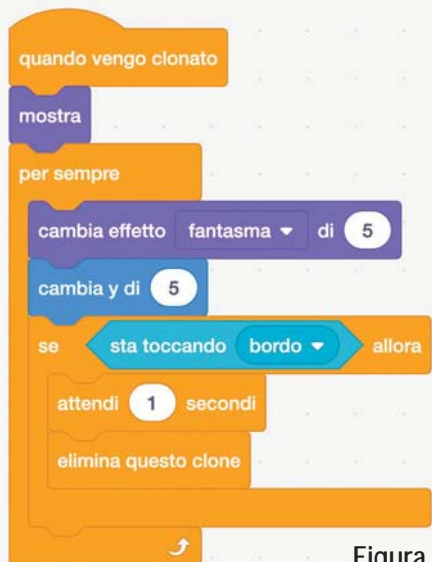 quando vengo clonato
mostra
per sempre
cambia effetto fantasma di 5
cambia y di 5
se sta toccando bordo allora
attendi 1 secondi
elimina questo clone
Figura